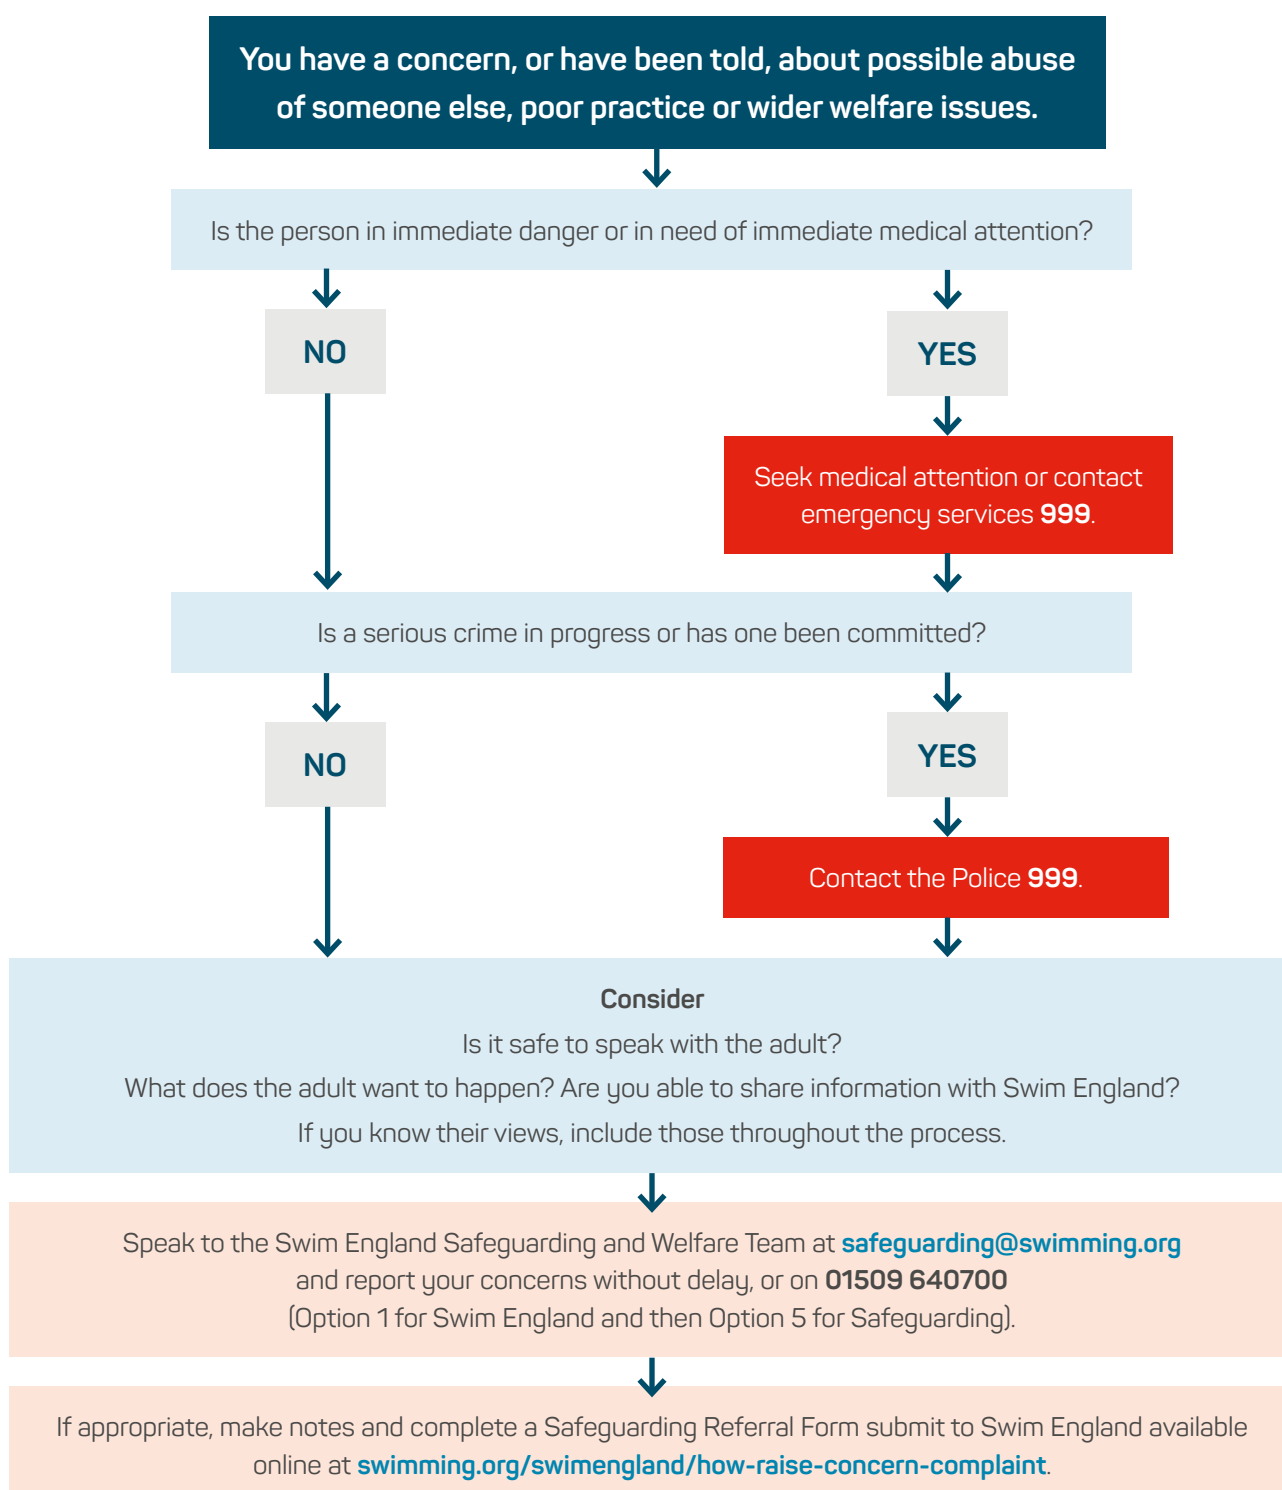 You have a concern, or have been told, about possible abuse
of someone else, poor practice or wider welfare issues.
Is the person in immediate danger or in need of immediate medical attention?
NO
YES
Seek medical attention or contact
emergency services 999.
Is a serious crime in progress or has one been committed?
NO
YES
Contact the Police 999.
Consider
Is it safe to speak with the adult?
What does the adult want to happen? Are you able to share information with Swim England?
If you know their views, include those throughout the process.
Speak to the Swim England Safeguarding and Welfare Team at safeguarding@swimming.org
and report your concerns without delay, or on 01509 640700
(Option 1 for Swim England and then Option 5 for Safeguarding).
If appropriate, make notes and complete a Safeguarding Referral Form submit to Swim England available
online at swimming.org/swimengland/how-raise-concern-complaint.